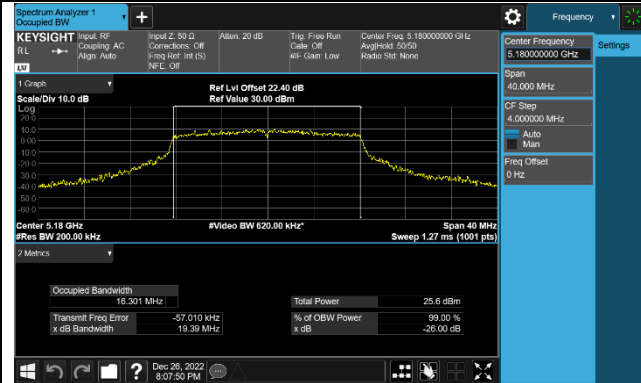 Spectrum Analyzer 1
Occupied BW
Frequency
KEYSIGHT
RL
LXI
Input: RF
Coupling: AC
Align: Auto
Input Z: 50 Ω
Corrections: Off
Freq Ref: Int (S)
NFE: Off
Atten: 20 dB
Trig: Free Run
Gate: Off
#IF Gain: Low
Center Freq: 5.180000000 GHz
Avg|Hold: 50/50
Radio Std: None
Center Frequency
5.180000000 GHz
Settings
Span
40.000 MHz
CF Step
4.000000 MHz
Auto
Man
Freq Offset
0 Hz
1 Graph
Scale/Div 10.0 dB
Ref Lvl Offset 22.40 dB
Ref Value 30.00 dBm
Log
20.0
10.0
0.00
-10.0
-20.0
-30.0
-40.0
-50.0
-60.0
Center 5.18 GHz
#Res BW 200.00 kHz
#Video BW 620.00 kHz*
Span 40 MHz
Sweep 1.27 ms (1001 pts)
2 Metrics
Occupied Bandwidth
16.301 MHz
Total Power 25.6 dBm
Transmit Freq Error -57.010 kHz
% of OBW Power 99.00 %
x dB Bandwidth 19.39 MHz
x dB -26.00 dB
Dec 26, 2022
8:07:50 PM